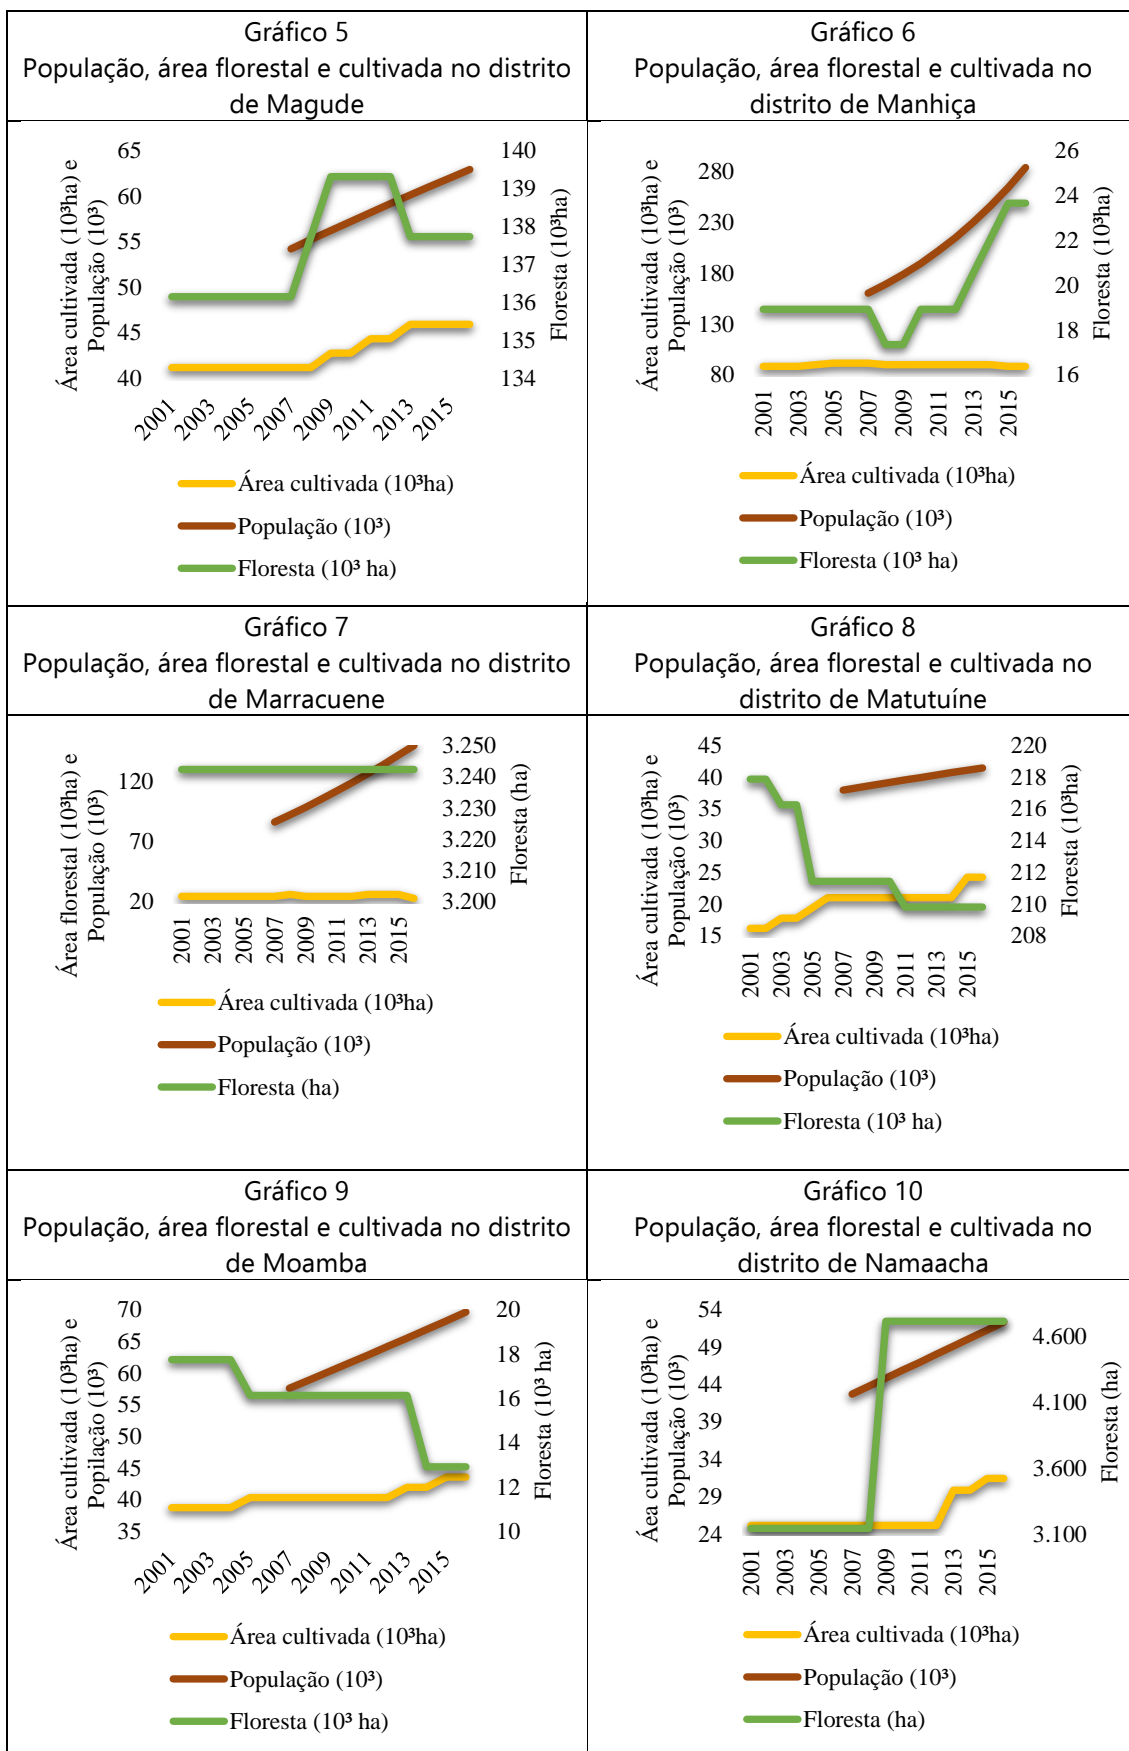 Gráfico 5
População, área florestal e cultivada no distrito
de Magude
Área cultivada (10³ha) e
População (10³)
65
60
55
50
45
40
140
139
138
137
136
135
134
Floresta (10³ha)
2001
2003
2005
2007
2009
2011
2013
2015
Área cultivada (10³ha)
População (10³)
Floresta (10³ ha)
Gráfico 6
População, área florestal e cultivada no
distrito de Manhiça
Área cultivada (10³ha) e
População (10³)
280
230
180
130
80
26
24
22
20
18
16
Floresta (10³ha)
2001
2003
2005
2007
2009
2011
2013
2015
Área cultivada (10³ha)
População (10³)
Floresta (10³ ha)
Gráfico 7
População, área florestal e cultivada no distrito
de Marracuene
Área florestal (10³ha) e
População (10³)
120
70
20
3.250
3.240
3.230
3.220
3.210
3.200
Floresta (ha)
2001
2003
2005
2007
2009
2011
2013
2015
Área cultivada (10³ha)
População (10³)
Floresta (ha)
Gráfico 8
População, área florestal e cultivada no
distrito de Matutuíne
Área cultivada (10³ha) e
População (10³)
45
40
35
30
25
20
15
220
218
216
214
212
210
208
Floresta (10³ha)
2001
2003
2005
2007
2009
2011
2013
2015
Área cultivada (10³ha)
População (10³)
Floresta (10³ ha)
Gráfico 9
População, área florestal e cultivada no distrito
de Moamba
Área cultivada (10³ha) e
Popilação (10³)
70
65
60
55
50
45
40
35
20
18
16
14
12
10
Floresta (10³ ha)
2001
2003
2005
2007
2009
2011
2013
2015
Área cultivada (10³ha)
População (10³)
Floresta (10³ ha)
Gráfico 10
População, área florestal e cultivada no
distrito de Namaacha
Áea cultivada (10³ha) e
População (10³)
54
49
44
39
34
29
24
4.600
4.100
3.600
3.100
Floresta (ha)
2001
2003
2005
2007
2009
2011
2013
2015
Área cultivada (10³ha)
População (10³)
Floresta (ha)